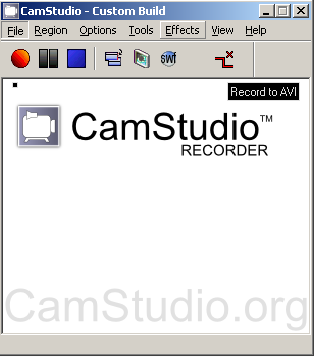 CamStudio - Custom Build
File Region Options Tools Effects View Help
SWf
Record to AVI
CamStudio™
RECORDER
CamStudio.org